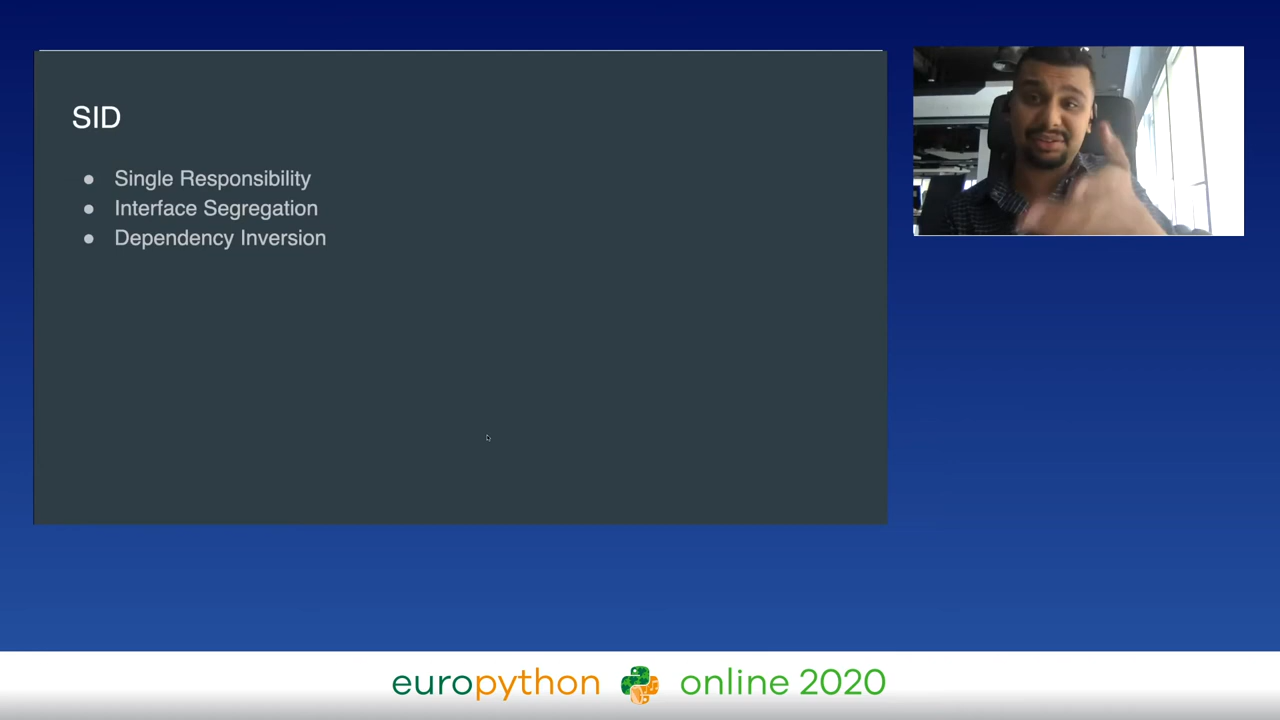 SID
● Single Responsibility
● Interface Segregation
● Dependency Inversion
europython online 2020